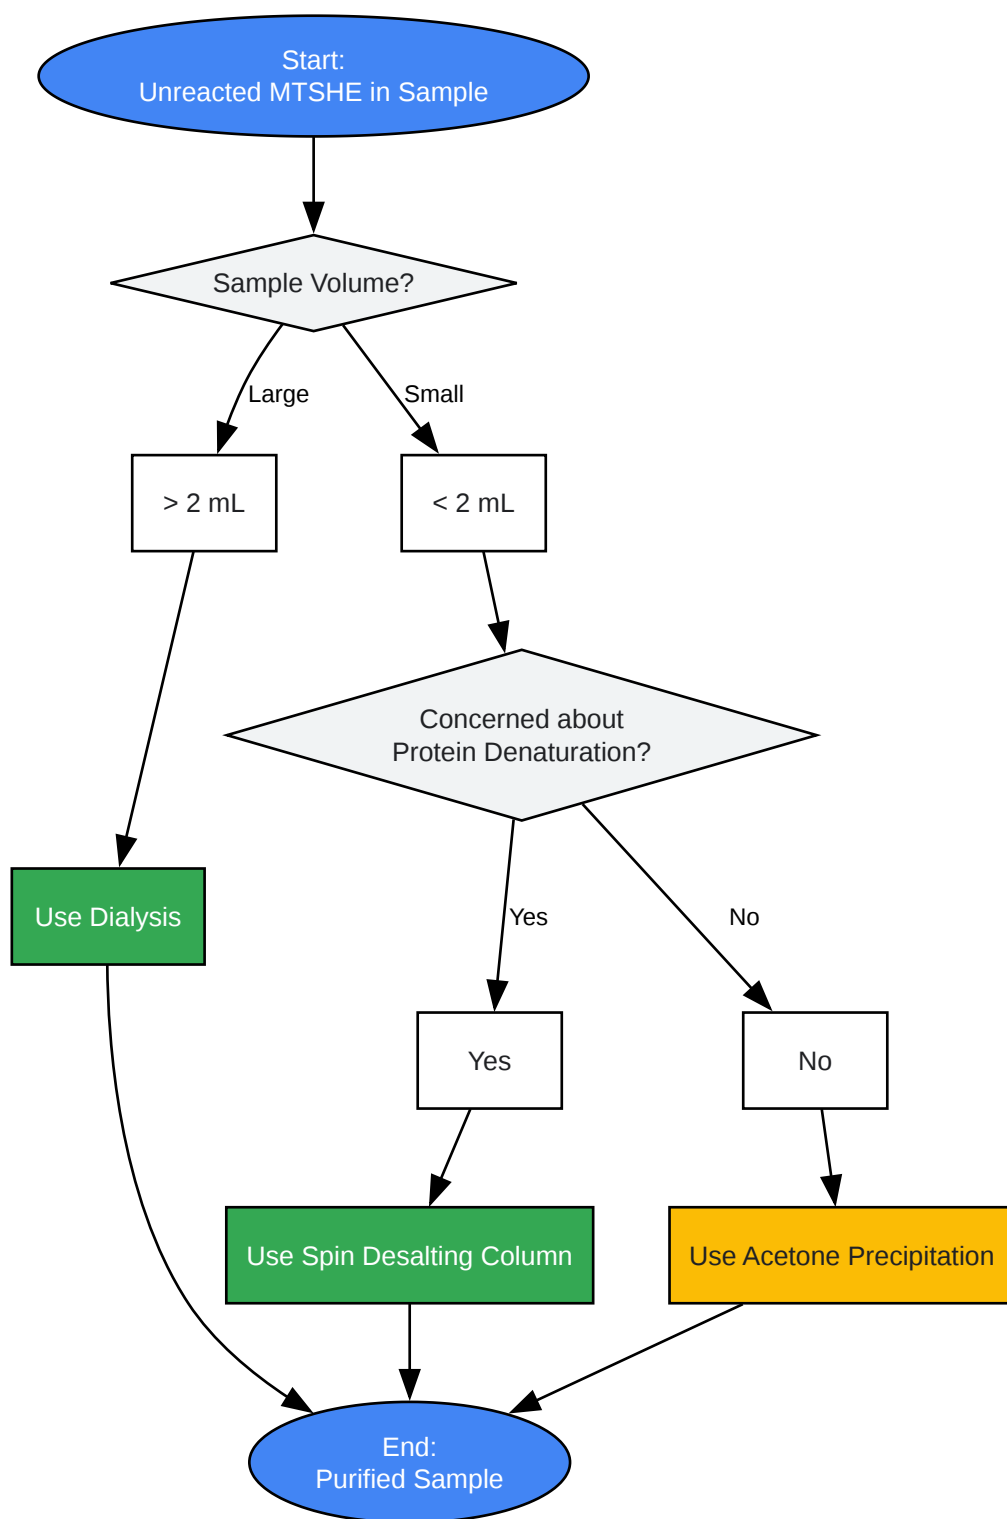 Start:
Unreacted MTSHE in Sample
Sample Volume?
Large
Small
> 2 mL
< 2 mL
Concerned about
Protein Denaturation?
Use Dialysis
Yes
No
Yes
No
Use Spin Desalting Column
Use Acetone Precipitation
End:
Purified Sample